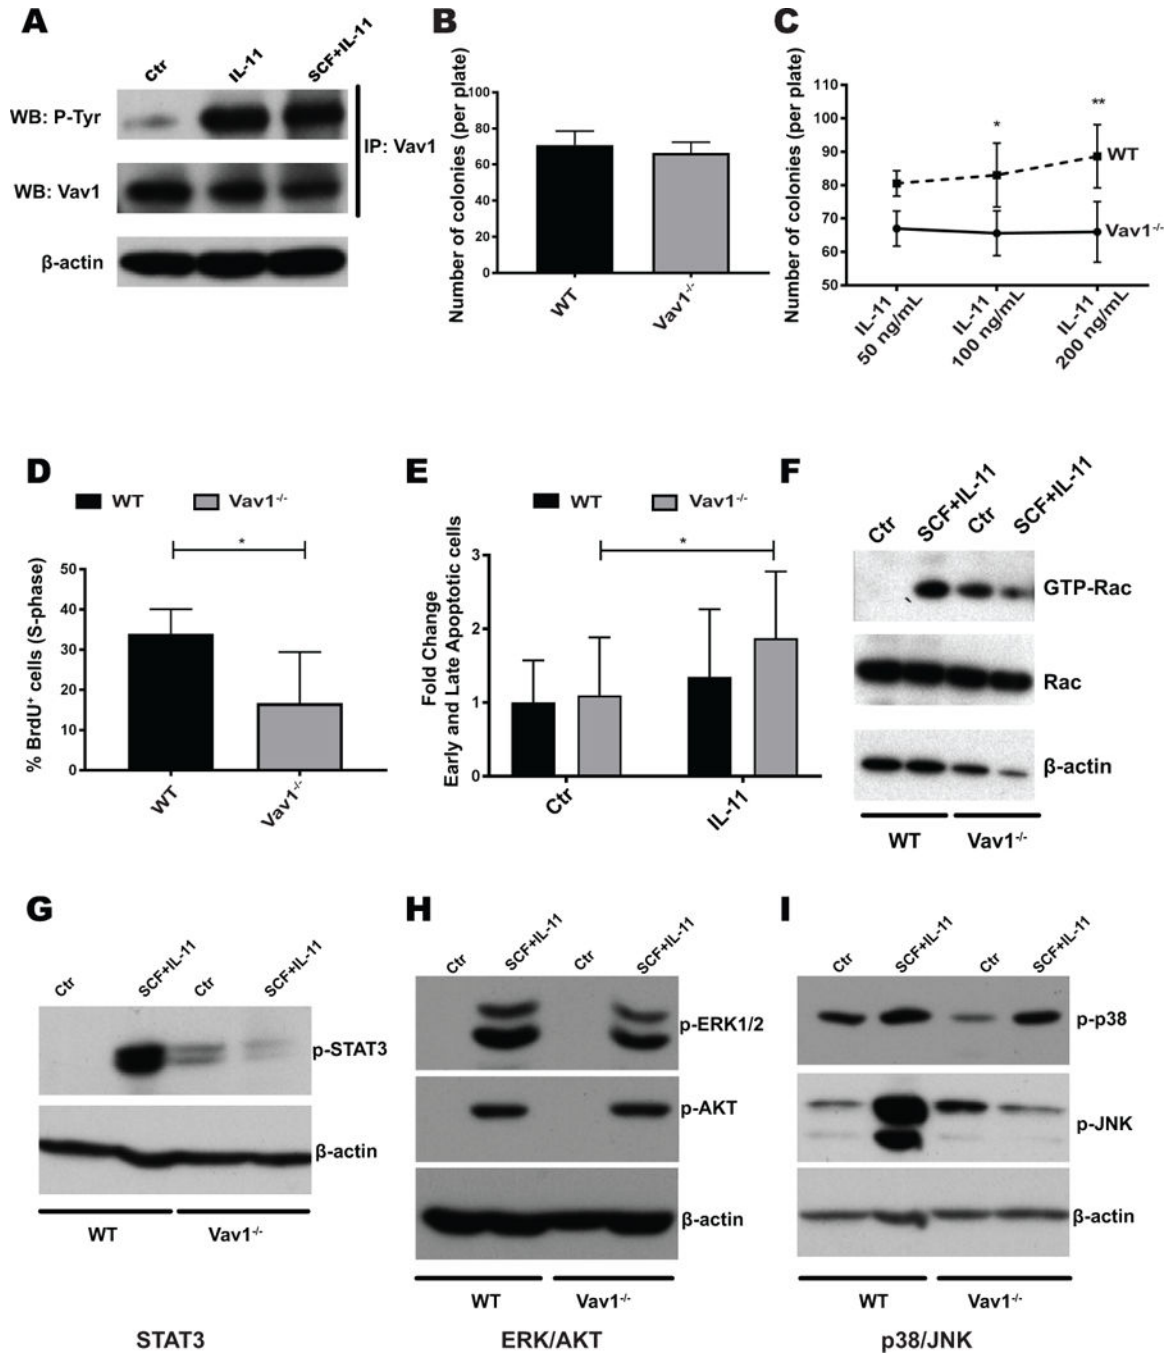 A
Ctr
IL-11
SCF+IL-11
WB: P-Tyr
WB: Vav1
IP: Vav1
β-actin
B
Number of colonies (per plate)
100
80
60
40
20
0
WT
Vav1-/-
C
Number of colonies (per plate)
110
100
90
80
70
60
50
*
**
WT
Vav1-/-
IL-11
50 ng/mL
IL-11
100 ng/mL
IL-11
200 ng/mL
D
WT
Vav1-/-
*
% BrdU+ cells (S-phase)
50
40
30
20
10
0
WT
Vav1-/-
E
WT
Vav1-/-
*
Fold Change
Early and Late Apoptotic cells
3
2
1
0
Ctr
IL-11
F
Ctr
SCF+IL-11
Ctr
SCF+IL-11
GTP-Rac
Rac
β-actin
WT
Vav1-/-
G
Ctr
SCF+IL-11
Ctr
SCF+IL-11
p-STAT3
β-actin
WT
Vav1-/-
STAT3
H
Ctr
SCF+IL-11
Ctr
SCF+IL-11
p-ERK1/2
p-AKT
β-actin
WT
Vav1-/-
ERK/AKT
I
Ctr
SCF+IL-11
Ctr
SCF+IL-11
p-p38
p-JNK
β-actin
WT
Vav1-/-
p38/JNK